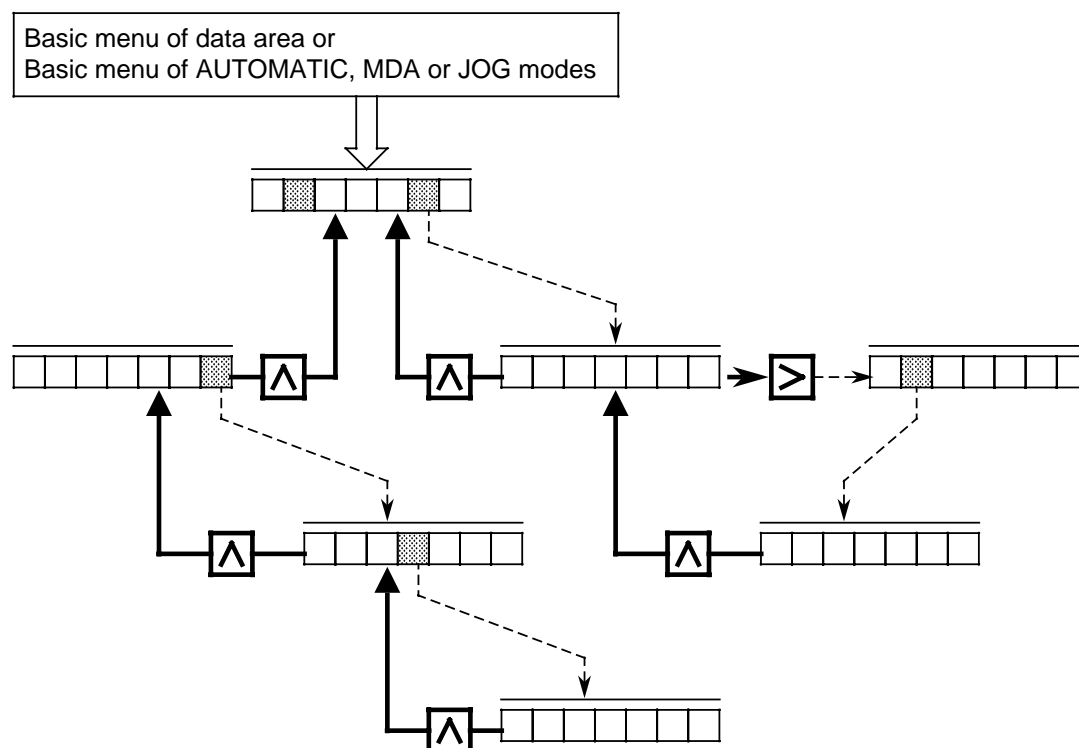 Basic menu of data area or
Basic menu of AUTOMATIC, MDA or JOG modes